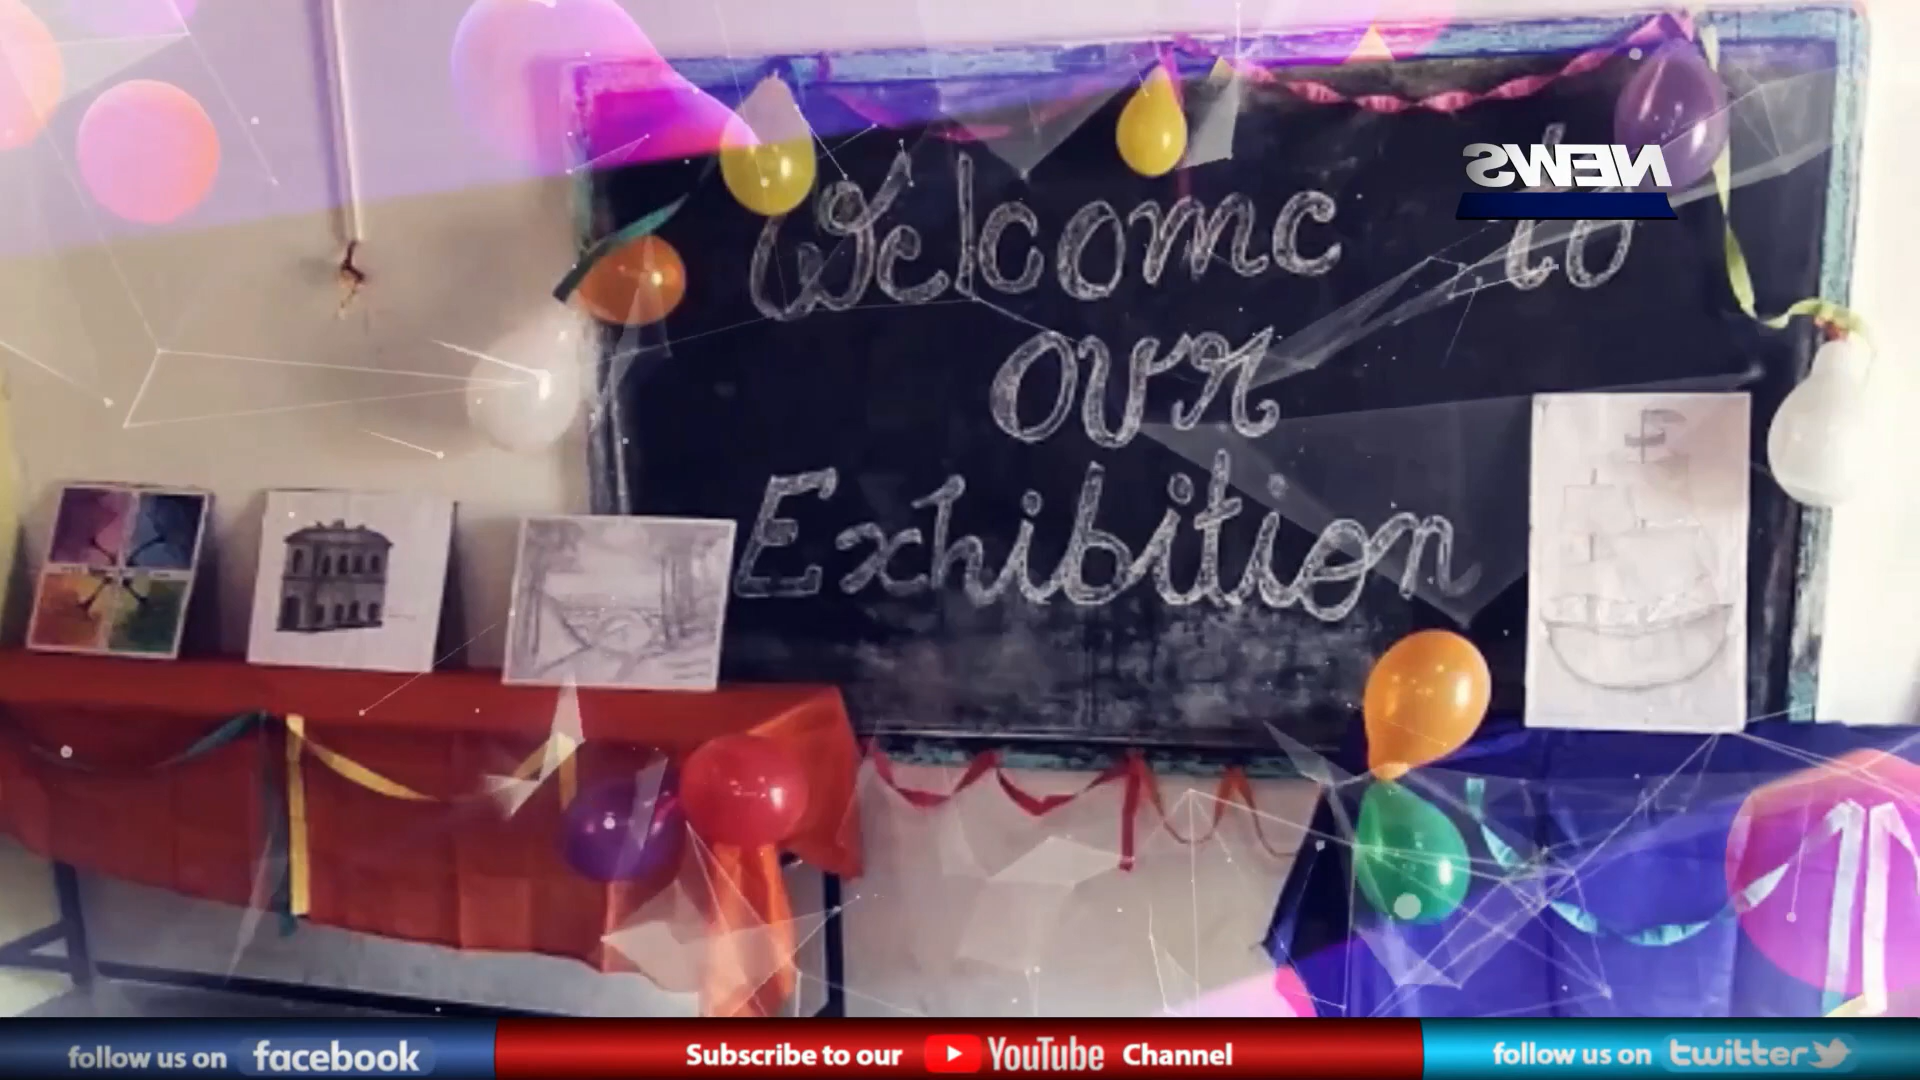 Welcome to
our
Exhibition
NEWS
follow us on facebook
Subscribe to our YouTube Channel
follow us on twitter